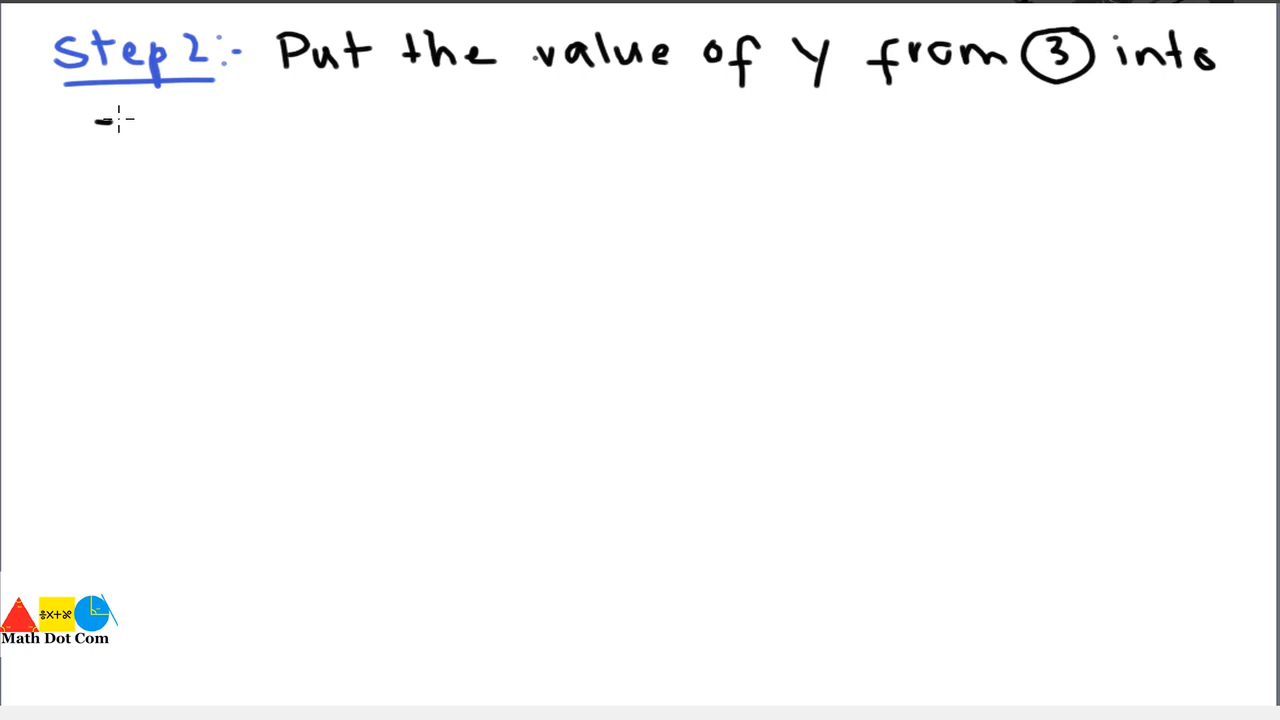 Step 2:- Put the value of y from ③ into
÷x+
Math Dot Com